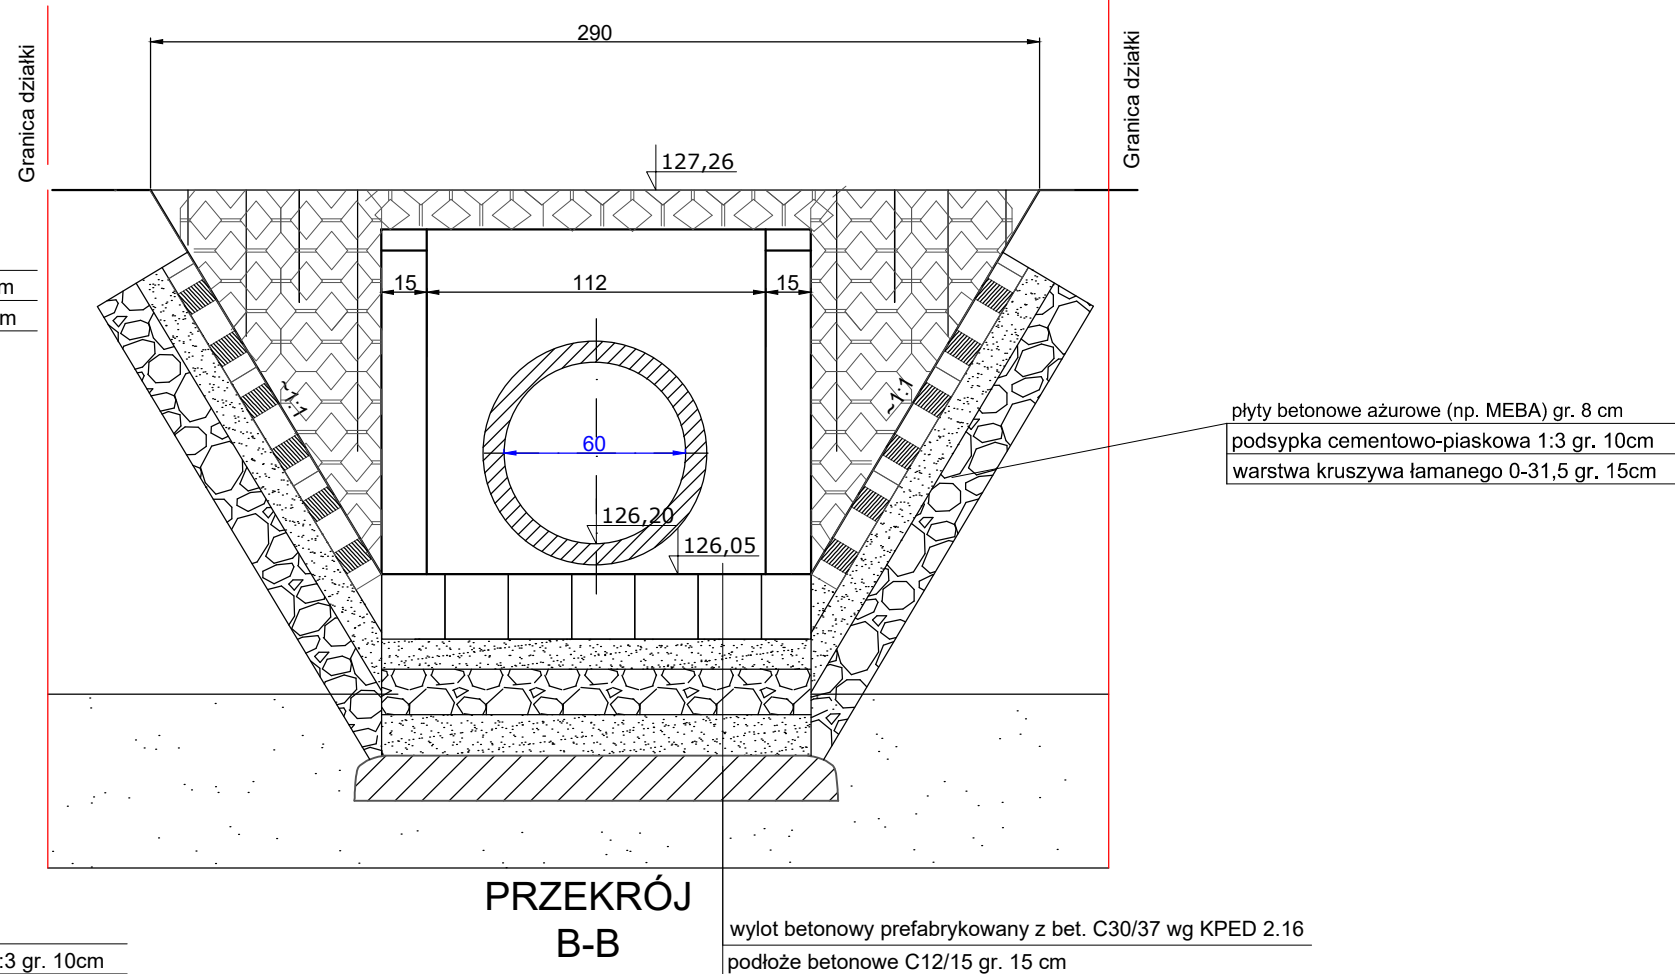 290
Granica działki
Granica działki
127,26
m
m
15
112
15
~1:1
~1:1
60
126,20
126,05
płyty betonowe ażurowe (np. MEBA) gr. 8 cm
podsypka cementowo-piaskowa 1:3 gr. 10cm
warstwa kruszywa łamanego 0-31,5 gr. 15cm
PRZEKRÓJ
B-B
wylot betonowy prefabrykowany z bet. C30/37 wg KPED 2.16
podłoże betonowe C12/15 gr. 15 cm
:3 gr. 10cm